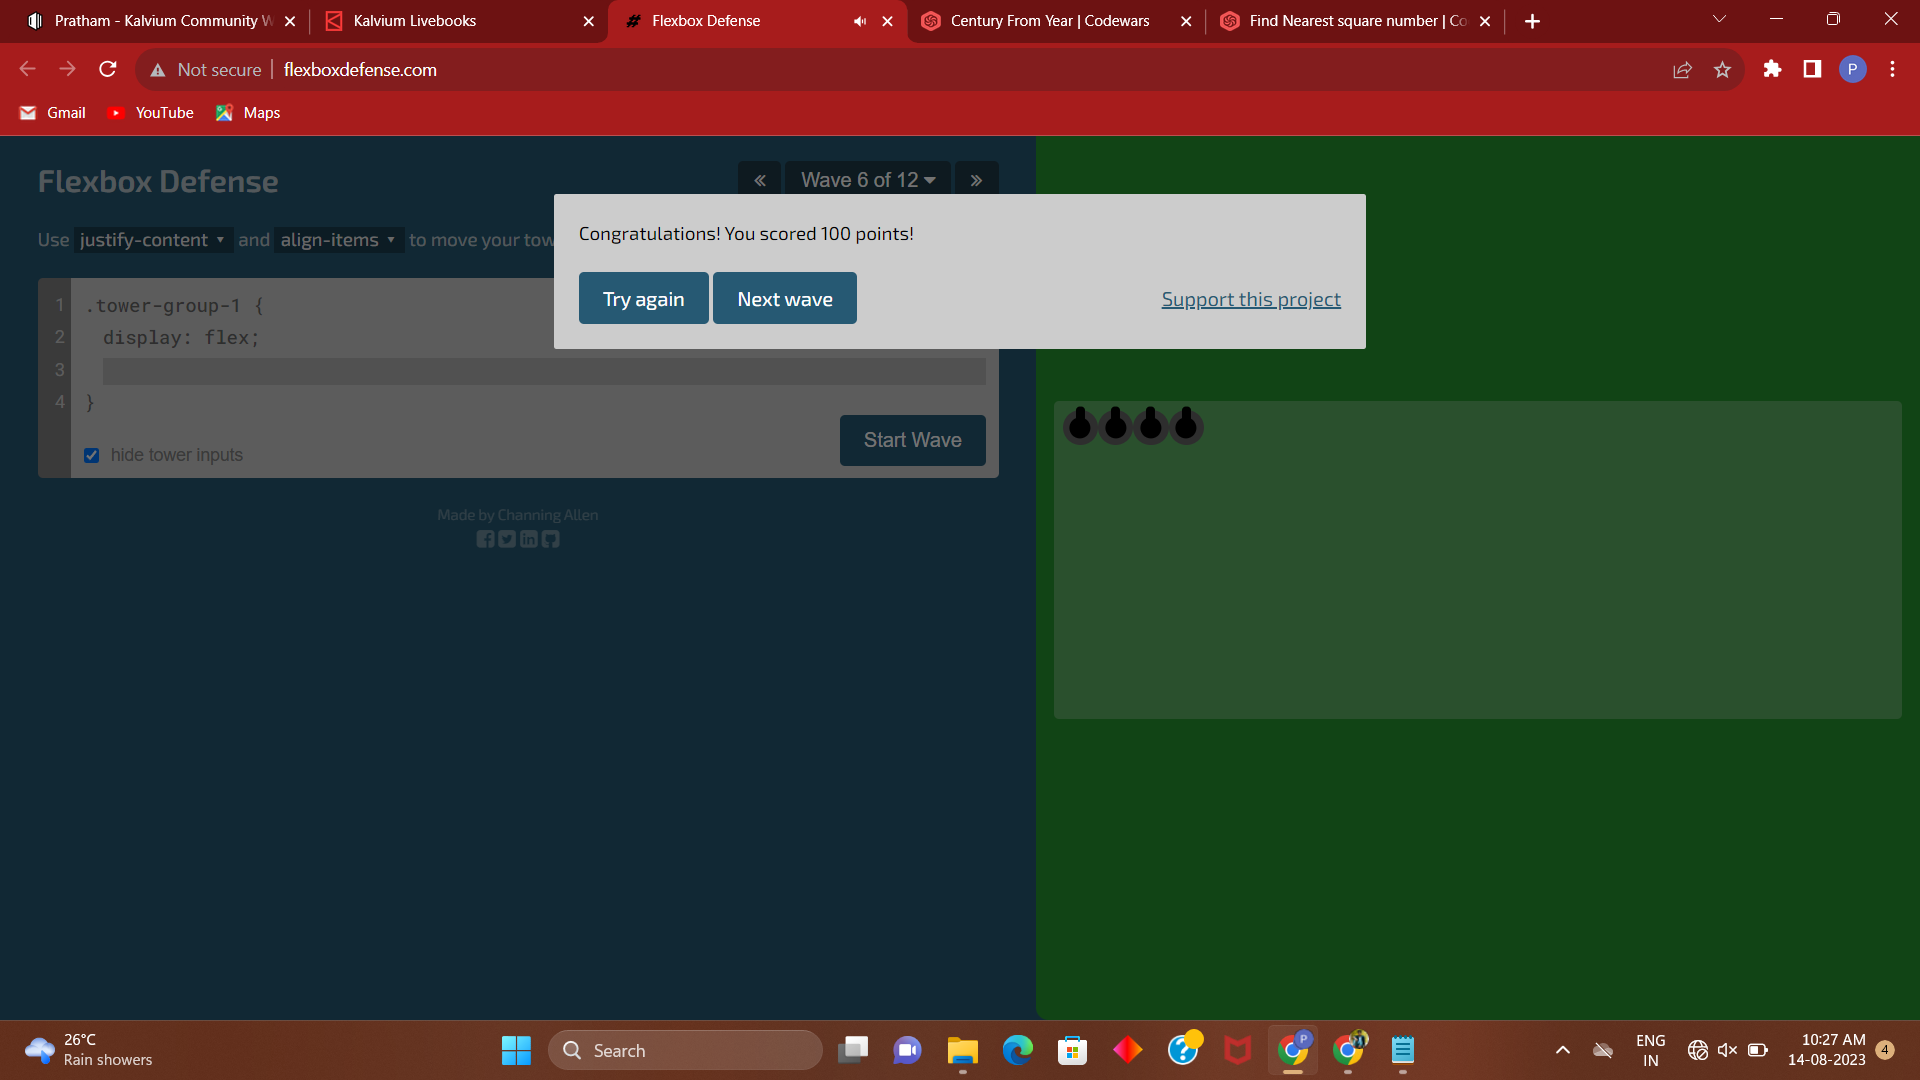 Pratham - Kalvium Community W
Kalvium Livebooks
Flexbox Defense
Century From Year | Codewars
Find Nearest square number | Co
Not secure
flexboxdefense.com
P
Gmail
YouTube
Maps
Flexbox Defense
« Wave 6 of 12 »
Use justify-content and align-items to move your tow
Congratulations! You scored 100 points!
Try again
Next wave
Support this project
1 .tower-group-1 {
2 display: flex;
3
4 }
hide tower inputs
Start Wave
Made by Channing Allen
26°C
Rain showers
Search
P
ENG
IN
10:27 AM
14-08-2023
4